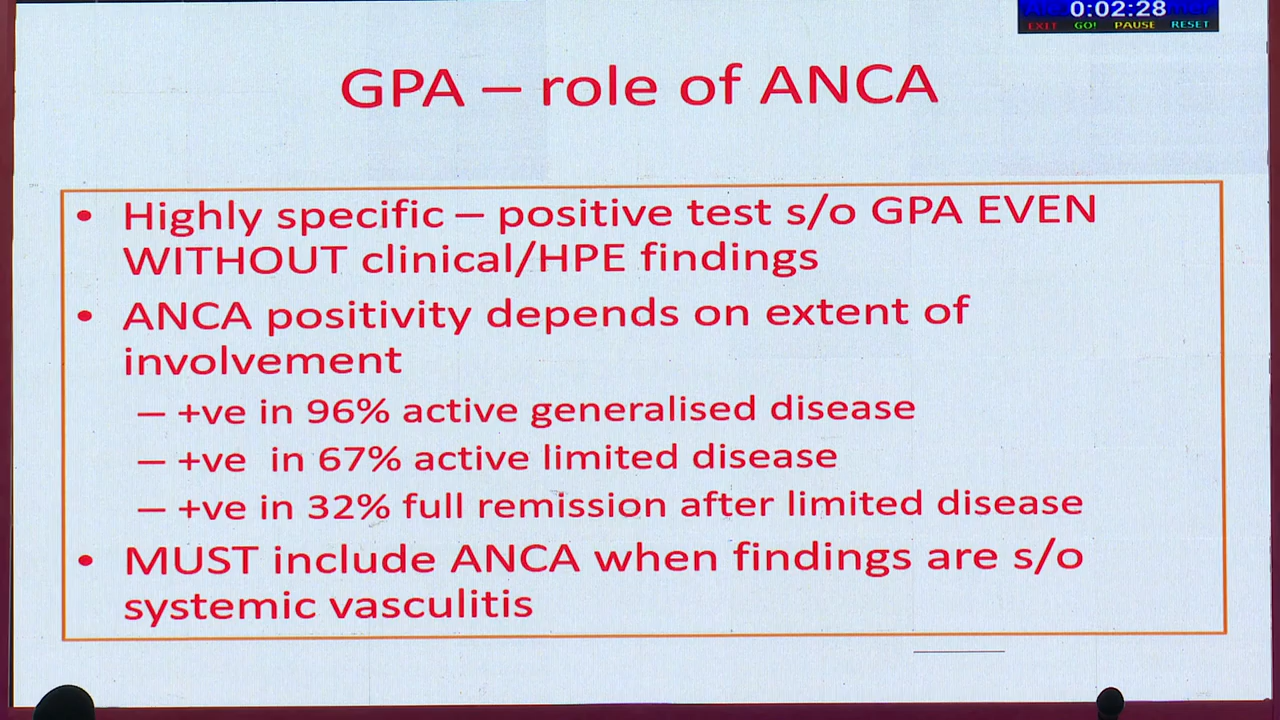 0:02:28
EXIT GO! PAUSE RESET
GPA – role of ANCA
• Highly specific – positive test s/o GPA EVEN
WITHOUT clinical/HPE findings
• ANCA positivity depends on extent of
involvement
– +ve in 96% active generalised disease
– +ve in 67% active limited disease
– +ve in 32% full remission after limited disease
• MUST include ANCA when findings are s/o
systemic vasculitis